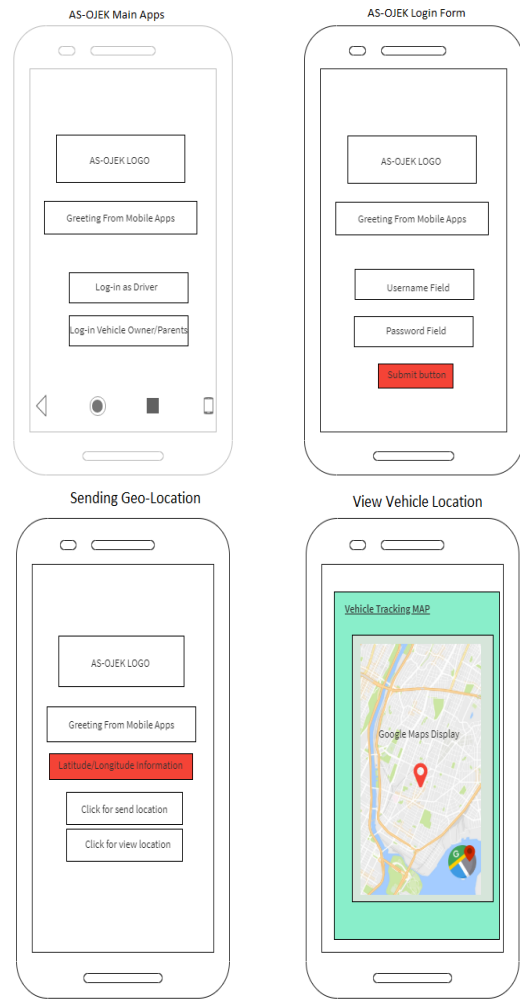 AS-OJEK Main Apps
AS-OJEK LOGO
Greeting From Mobile Apps
Log-in as Driver
Log-in Vehicle Owner/Parents
AS-OJEK Login Form
AS-OJEK LOGO
Greeting From Mobile Apps
Username Field
Password Field
Submit button
Sending Geo-Location
AS-OJEK LOGO
Greeting From Mobile Apps
Latitude/Longitude Information
Click for send location
Click for view location
View Vehicle Location
Vehicle Tracking MAP
Google Maps Display
G